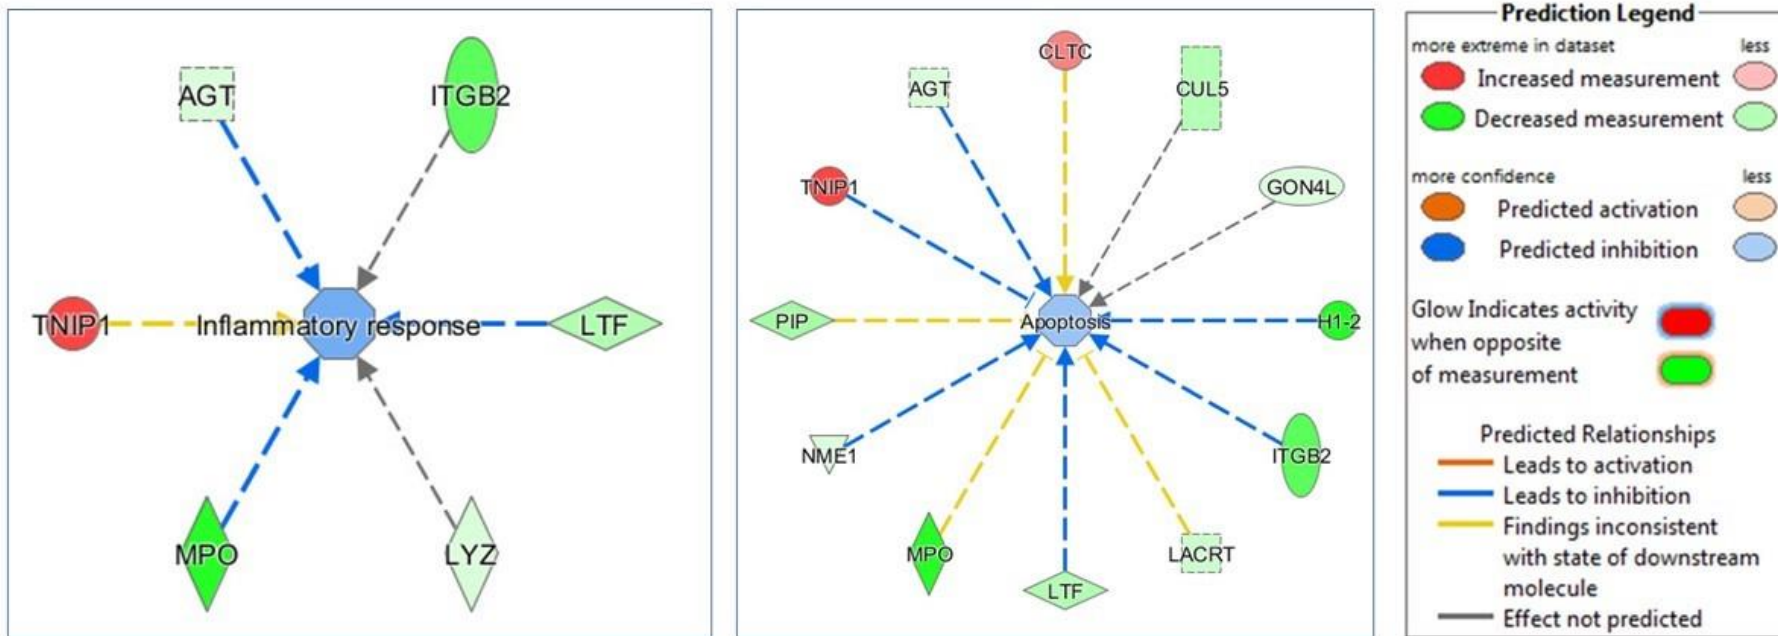 AGT
ITGB2
TNIP1
Inflammatory response
LTF
MPO
LYZ
CLTC
AGT
CUL5
TNIP1
GON4L
PIP
Apoptosis
H1-2
NME1
ITGB2
MPO
LACRT
LTF
Prediction Legend
more extreme in dataset less
Increased measurement
Decreased measurement
more confidence less
Predicted activation
Predicted inhibition
Glow Indicates activity
when opposite
of measurement
Predicted Relationships
Leads to activation
Leads to inhibition
Findings inconsistent
with state of downstream
molecule
Effect not predicted